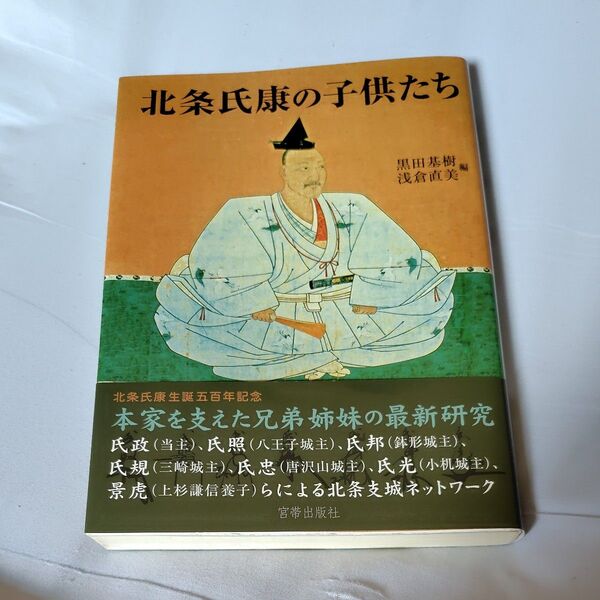 北条氏康の子供たち
黒田基樹
浅倉直美 編
北条氏康生誕五百年記念
本家を支えた兄弟姉妹の最新研究
氏政(当主)、氏照(八王子城主)、氏邦(鉢形城主)、
氏規(三崎城主)、氏忠(唐沢山城主)、氏光(小机城主)、
景虎(上杉謙信養子)らによる北条支城ネットワーク
宮帯出版社